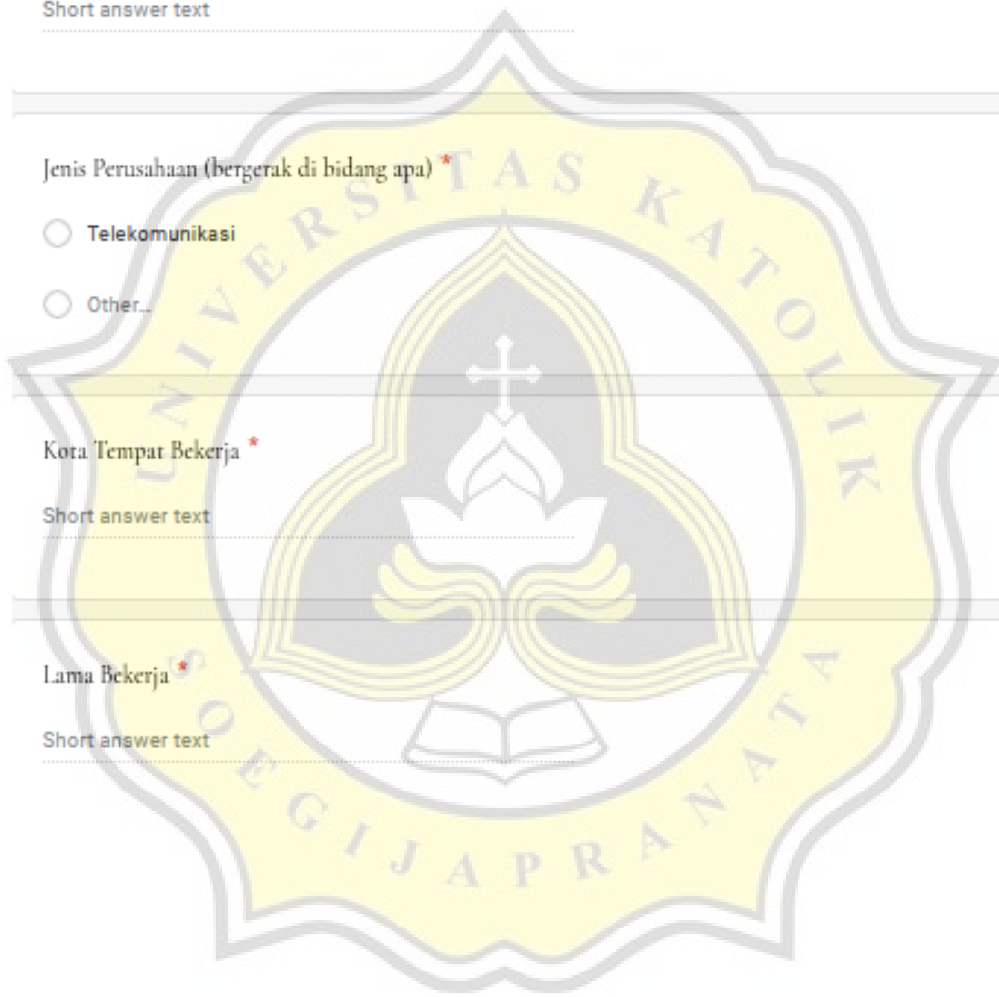 Short answer text
Jenis Perusahaan (bergerak di bidang apa) *
Telekomunikasi
Other...
Kota Tempat Bekerja *
Short answer text
Lama Bekerja *
Short answer text
UNIVERSITAS KATOLIK
SOEGIJAPRANATA